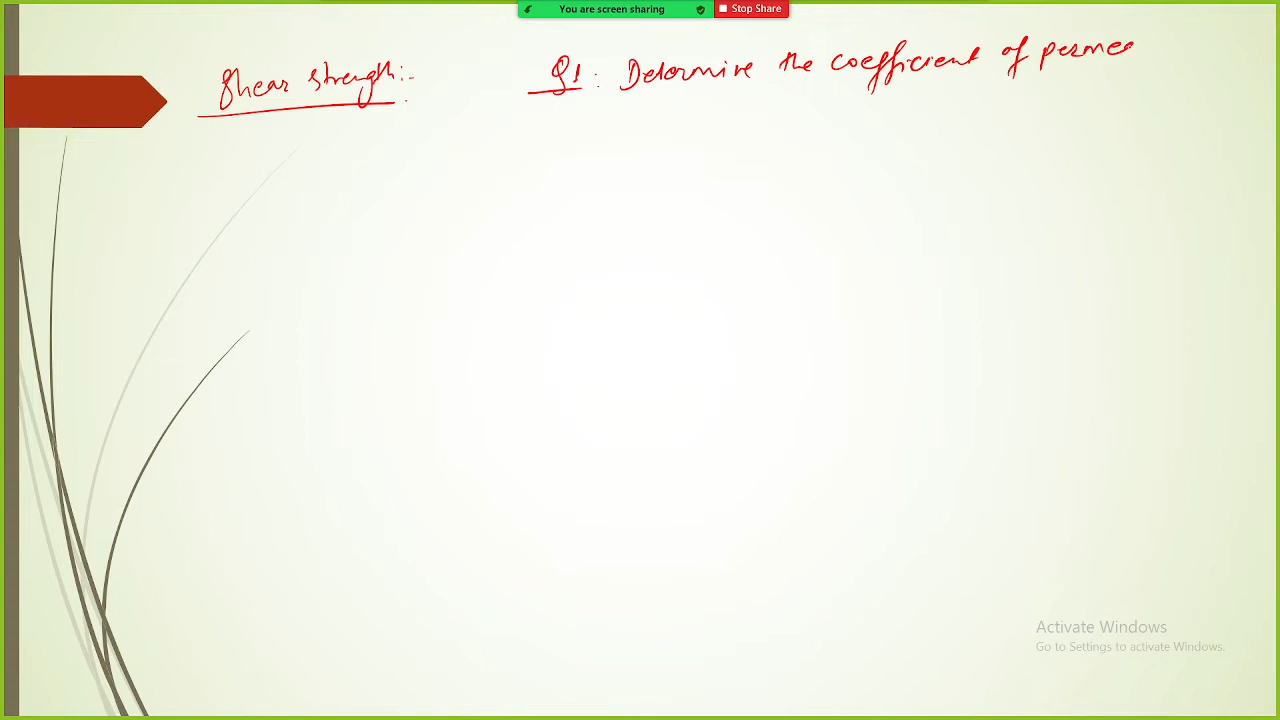 You are screen sharing
Stop Share
Shear strength:-
Q1: Determine the coefficient of permea
Activate Windows
Go to Settings to activate Windows.